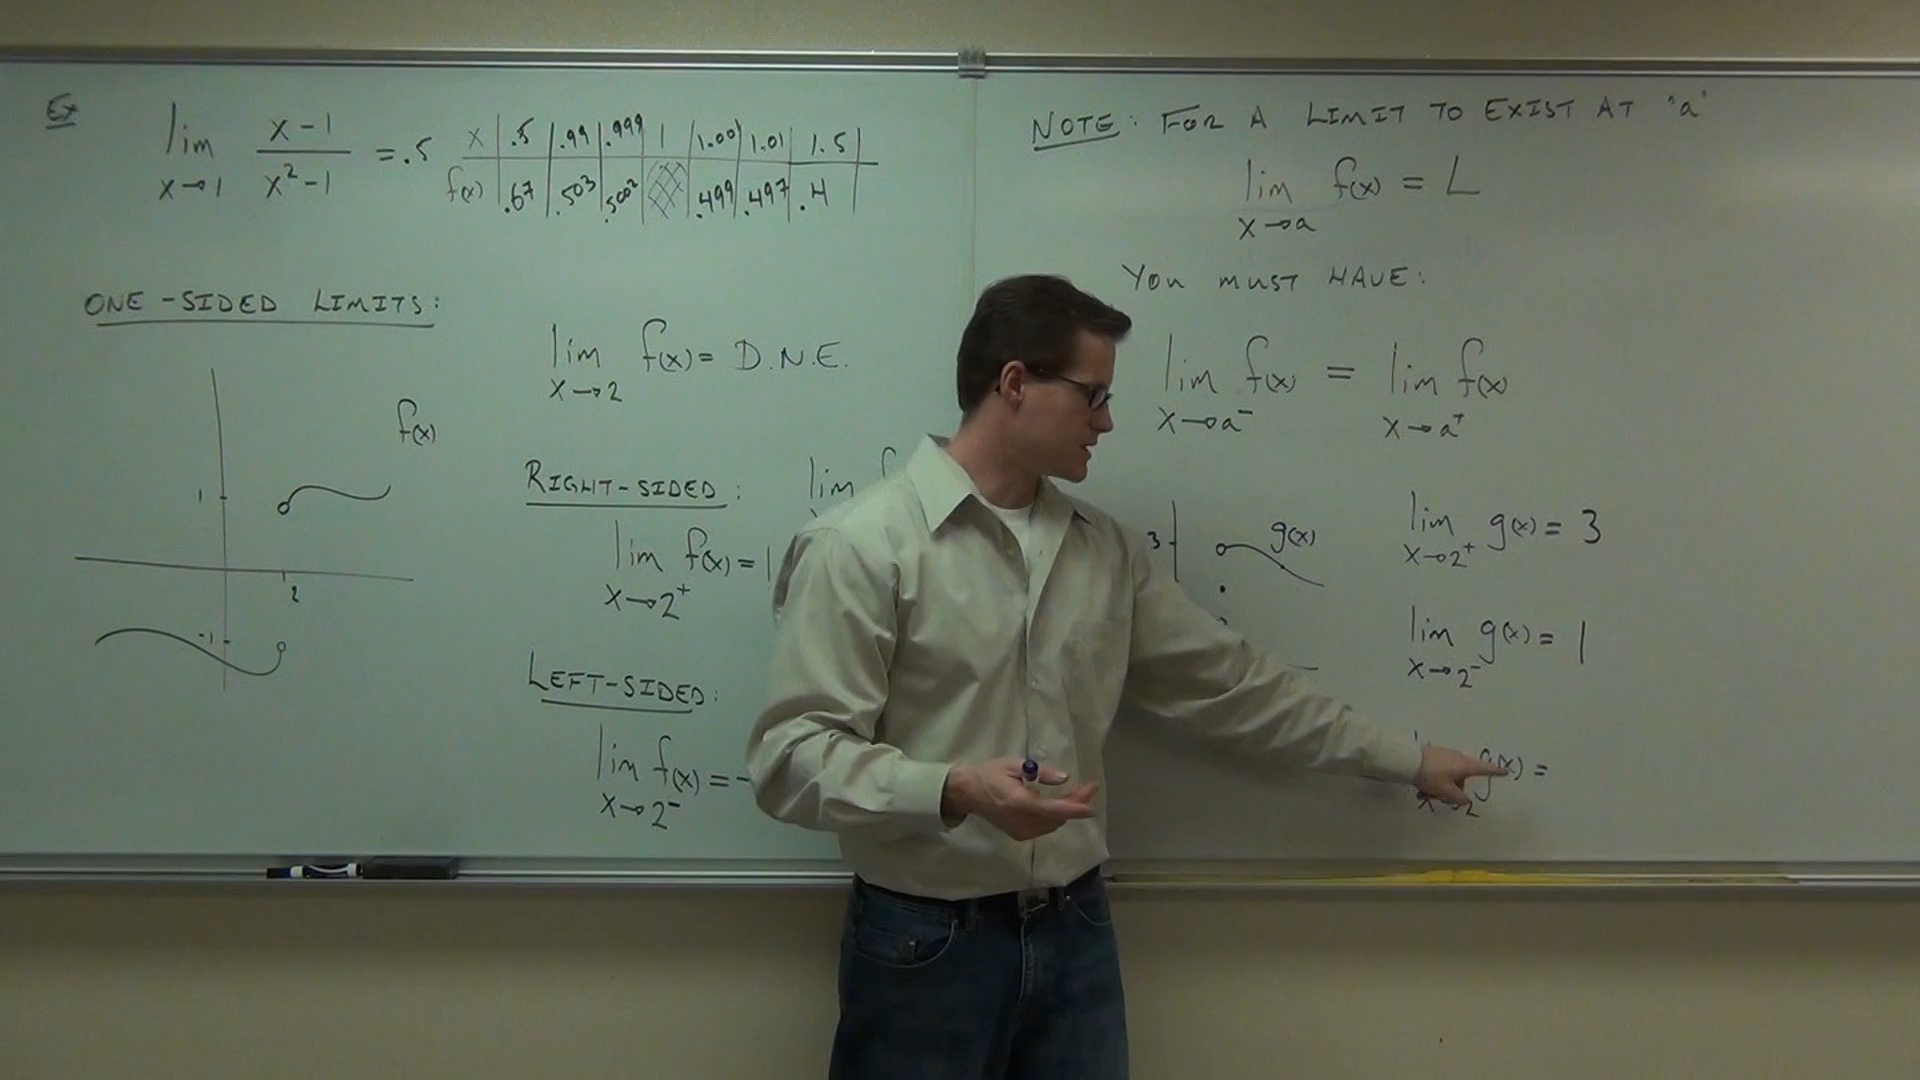 Ex
lim x→1 x-1 / x²-1 = .5
x | .5 | .99 | .999 | 1 | 1.001 | 1.01 | 1.5 |
f(x) | .67 | .503 | .5002 | | .499 | .497 | .4 |
ONE-SIDED LIMITS:
f(x)
1
2
-1
lim x→2 f(x) = D.N.E.
RIGHT-SIDED:
lim x→2⁺ f(x) = 1
LEFT-SIDED:
lim x→2⁻ f(x) = -
lim f
NOTE: FOR A LIMIT TO EXIST AT "a"
lim x→a f(x) = L
YOU MUST HAVE:
lim x→a⁻ f(x) = lim x→a⁺ f(x)
3
g(x)
lim x→2⁺ g(x) = 3
lim x→2⁻ g(x) = 1
x→2 g(x) =